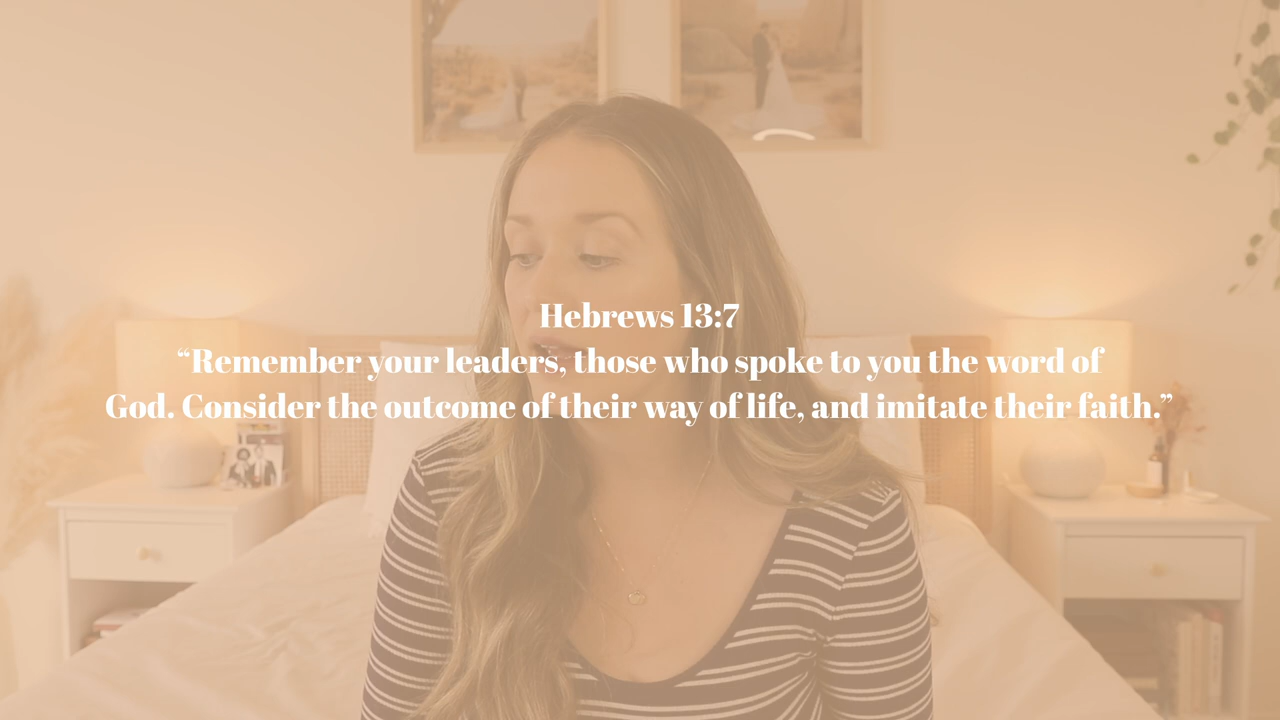 Hebrews 13:7
“Remember your leaders, those who spoke to you the word of
God. Consider the outcome of their way of life, and imitate their faith.”